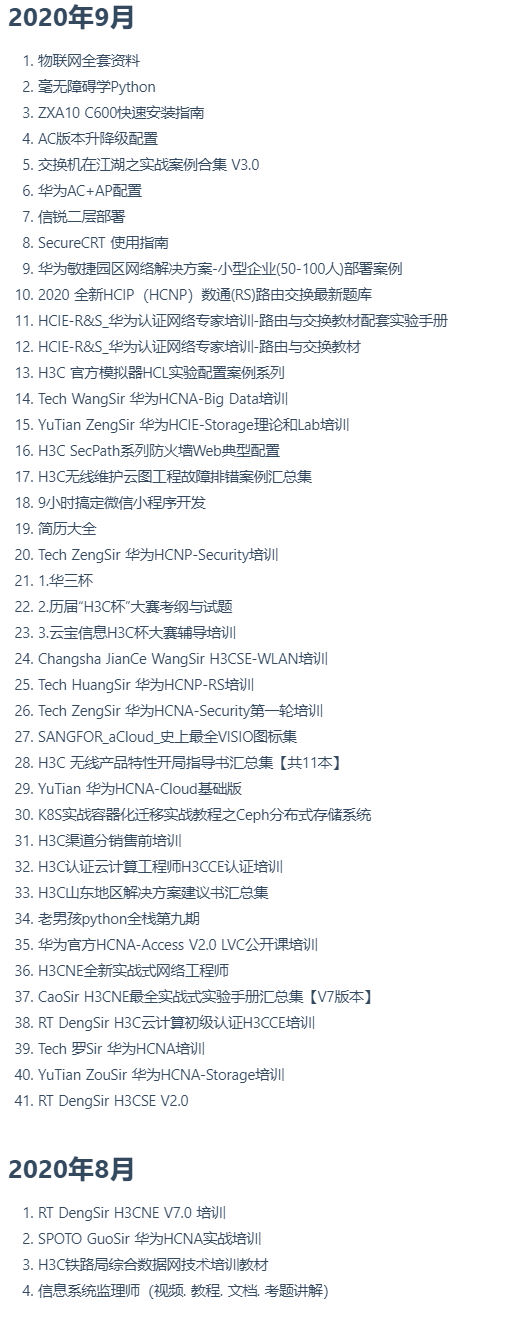 2020年9月
1. 物联网全套资料
2. 毫无障碍学Python
3. ZXA10 C600快速安装指南
4. AC版本升降级配置
5. 交换机在江湖之实战案例合集 V3.0
6. 华为AC+AP配置
7. 信锐二层部署
8. SecureCRT 使用指南
9. 华为敏捷园区网络解决方案-小型企业(50-100人)部署案例
10. 2020 全新HCIP（HCNP）数通(RS)路由交换最新题库
11. HCIE-R&S_华为认证网络专家培训-路由与交换教材配套实验手册
12. HCIE-R&S_华为认证网络专家培训-路由与交换教材
13. H3C 官方模拟器HCL实验配置案例系列
14. Tech WangSir 华为HCNA-Big Data培训
15. YuTian ZengSir 华为HCIE-Storage理论和Lab培训
16. H3C SecPath系列防火墙Web典型配置
17. H3C无线维护云图工程故障排错案例汇总集
18. 9小时搞定微信小程序开发
19. 简历大全
20. Tech ZengSir 华为HCNP-Security培训
21. 1.华三杯
22. 2.历届“H3C杯”大赛考纲与试题
23. 3.云宝信息H3C杯大赛辅导培训
24. Changsha JianCe WangSir H3CSE-WLAN培训
25. Tech HuangSir 华为HCNP-RS培训
26. Tech ZengSir 华为HCNA-Security第一轮培训
27. SANGFOR_aCloud_史上最全VISIO图标集
28. H3C 无线产品特性开局指导书汇总集【共11本】
29. YuTian 华为HCNA-Cloud基础版
30. K8S实战容器化迁移实战教程之Ceph分布式存储系统
31. H3C渠道分销售前培训
32. H3C认证云计算工程师H3CCE认证培训
33. H3C山东地区解决方案建议书汇总集
34. 老男孩python全栈第九期
35. 华为官方HCNA-Access V2.0 LVC公开课培训
36. H3CNE全新实战式网络工程师
37. CaoSir H3CNE最全实战式实验手册汇总集【V7版本】
38. RT DengSir H3C云计算初级认证H3CCE培训
39. Tech 罗Sir 华为HCNA培训
40. YuTian ZouSir 华为HCNA-Storage培训
41. RT DengSir H3CSE V2.0
2020年8月
1. RT DengSir H3CNE V7.0 培训
2. SPOTO GuoSir 华为HCNA实战培训
3. H3C铁路局综合数据网技术培训教材
4. 信息系统监理师（视频. 教程. 文档. 考题讲解）